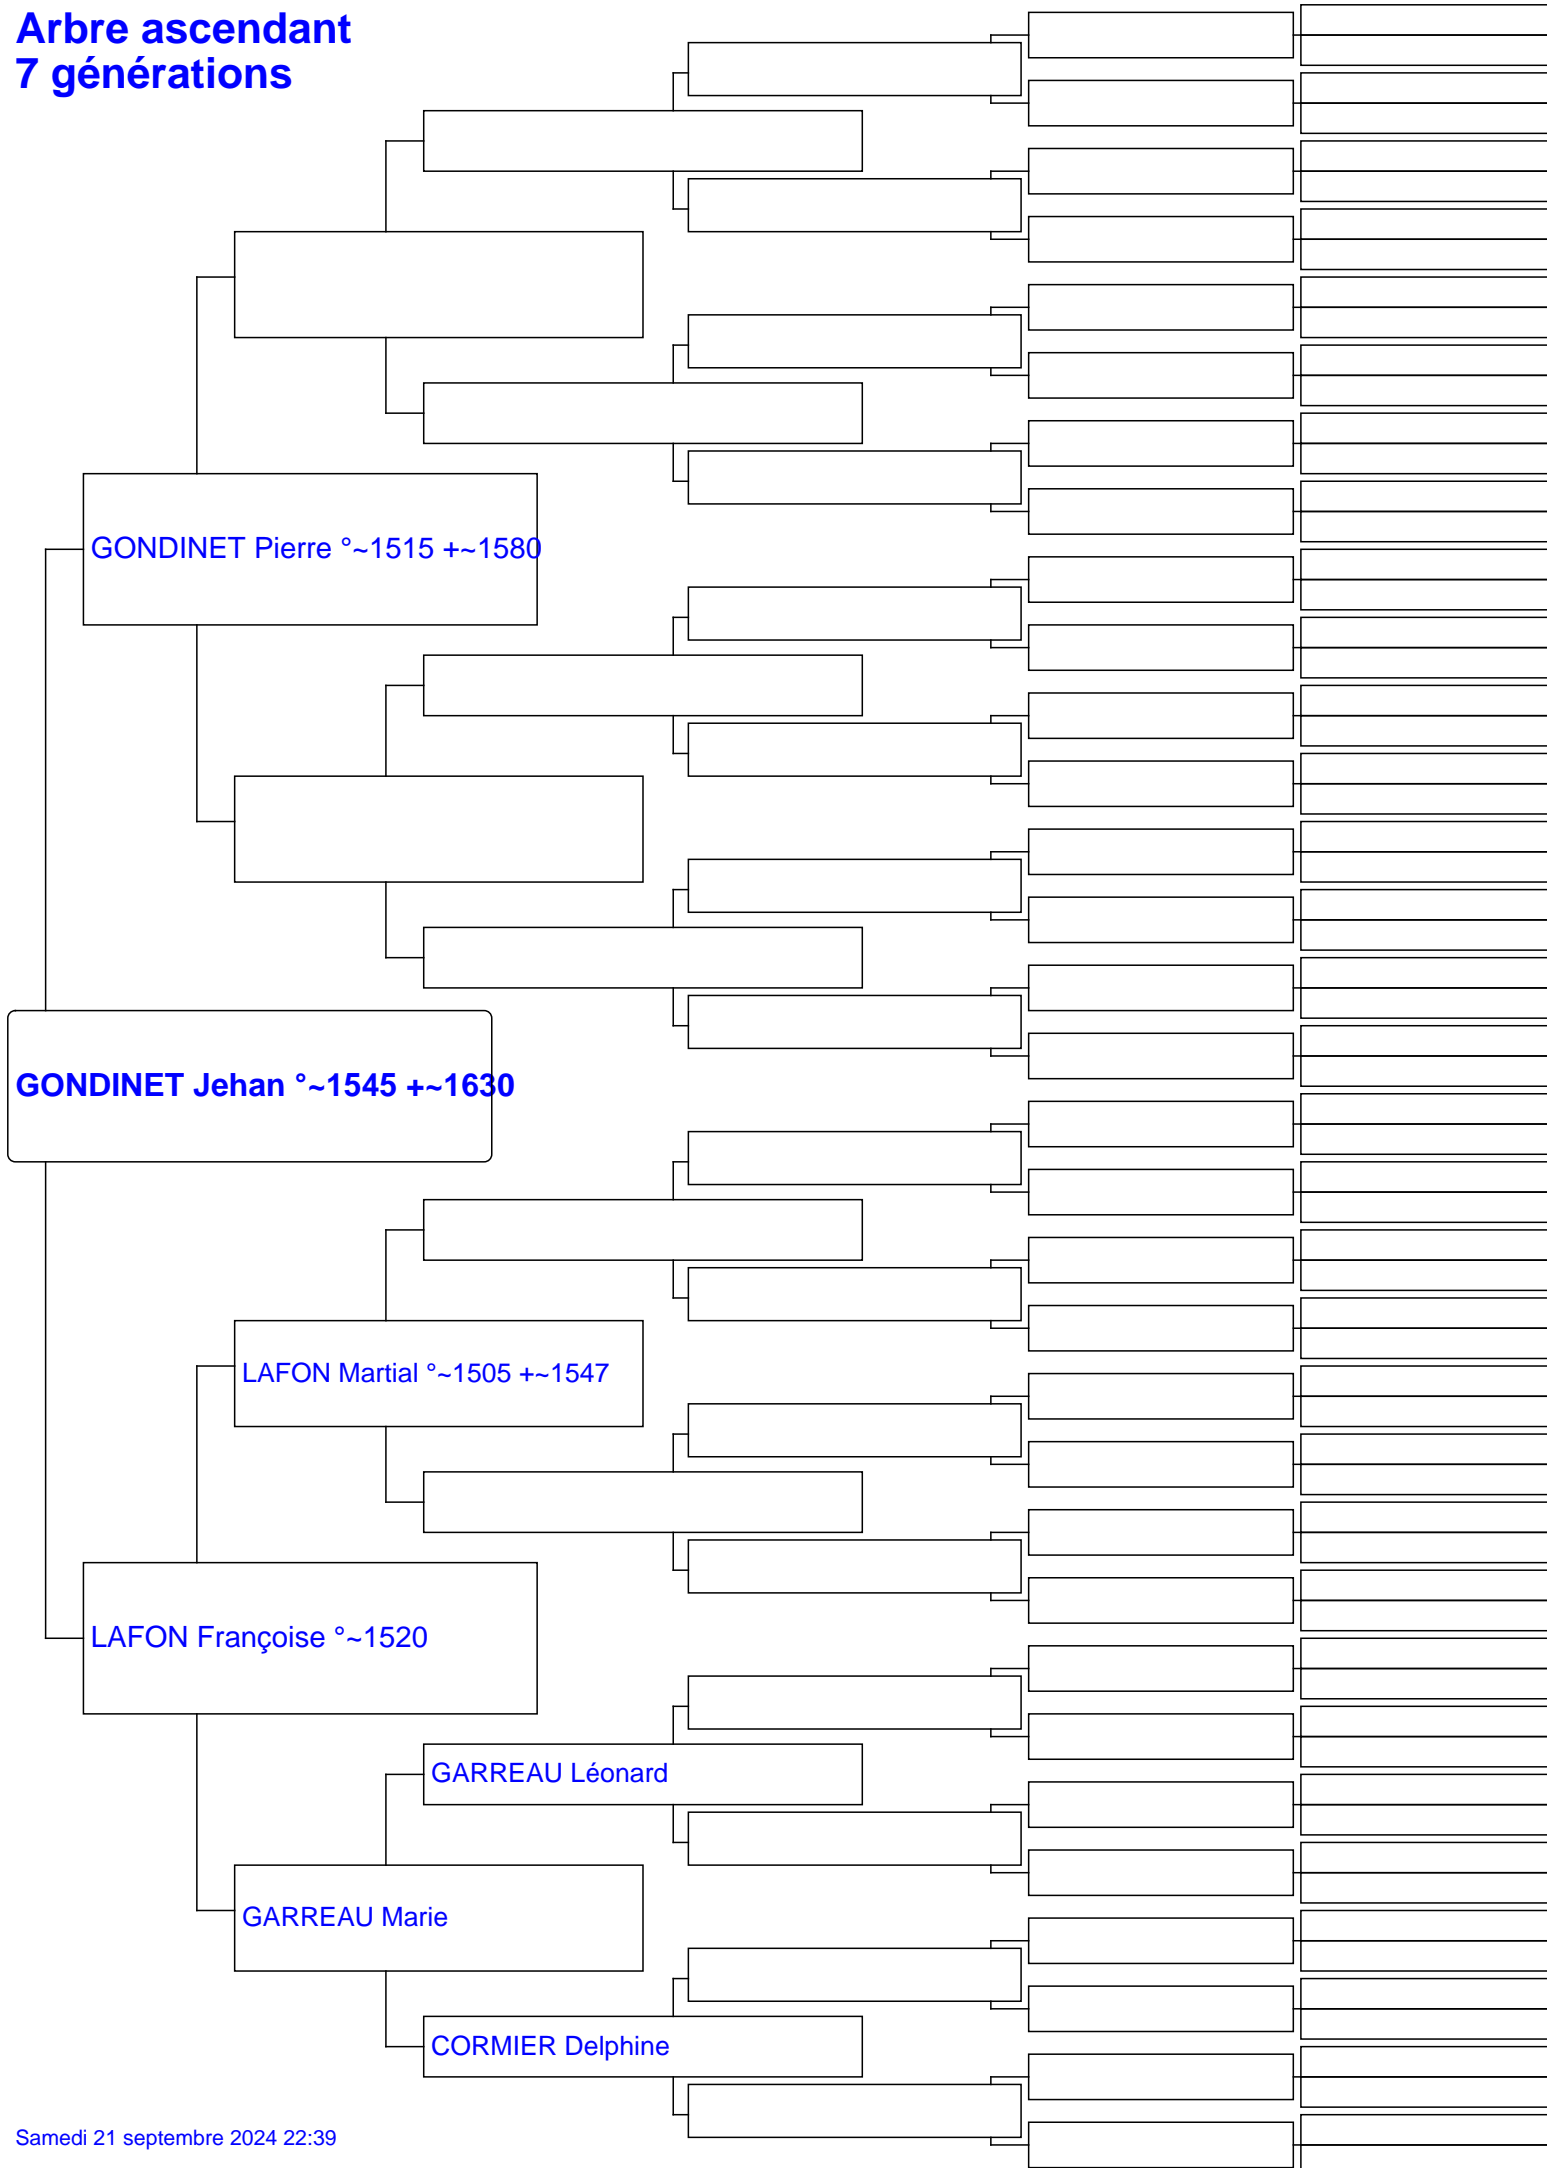 Arbre ascendant
7 générations
GONDINET Pierre °~1515 +~1580
GONDINET Jehan °~1545 +~1630
LAFON Martial °~1505 +~1547
LAFON Françoise °~1520
GARREAU Léonard
GARREAU Marie
CORMIER Delphine
Samedi 21 septembre 2024 22:39